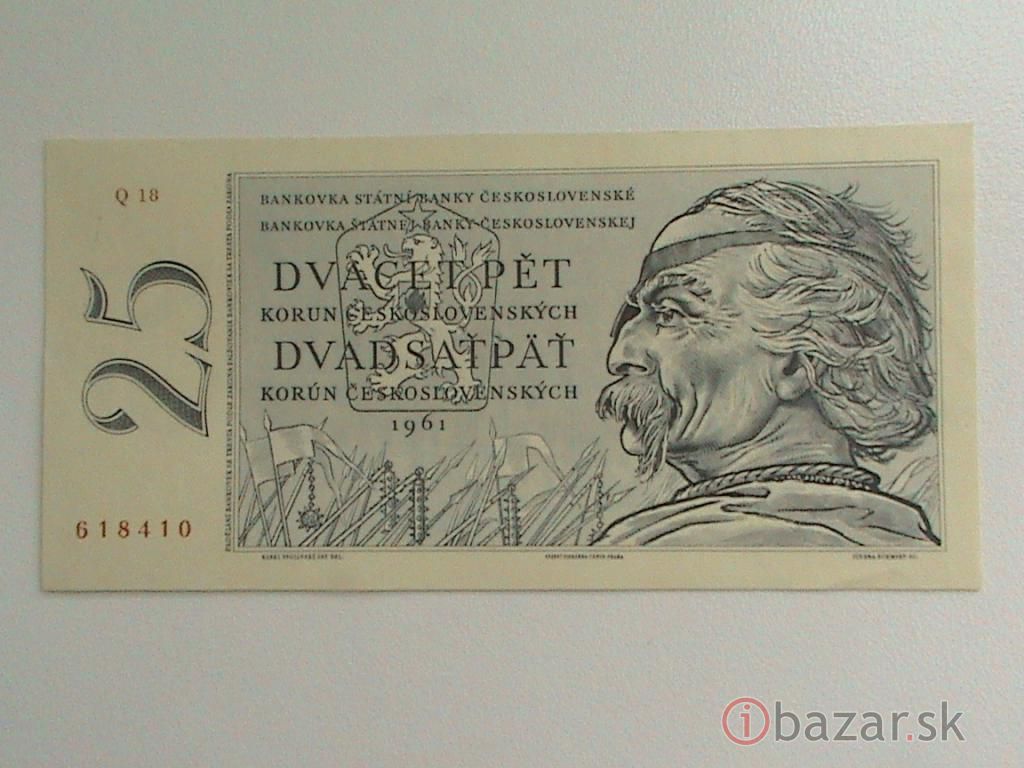 Q 18
25
618410
BANKOVKA STÁTNÍ BANKY ČESKOSLOVENSKÉ
BANKOVKA ŠTÁTNEJ BANKY ČESKOSLOVENSKEJ
DVACET PĚT
KORUN ČESKOSLOVENSKÝCH
DVADSAŤPÄŤ
KORÚN ČESKOSLOVENSKÝCH
1961
ibazar.sk